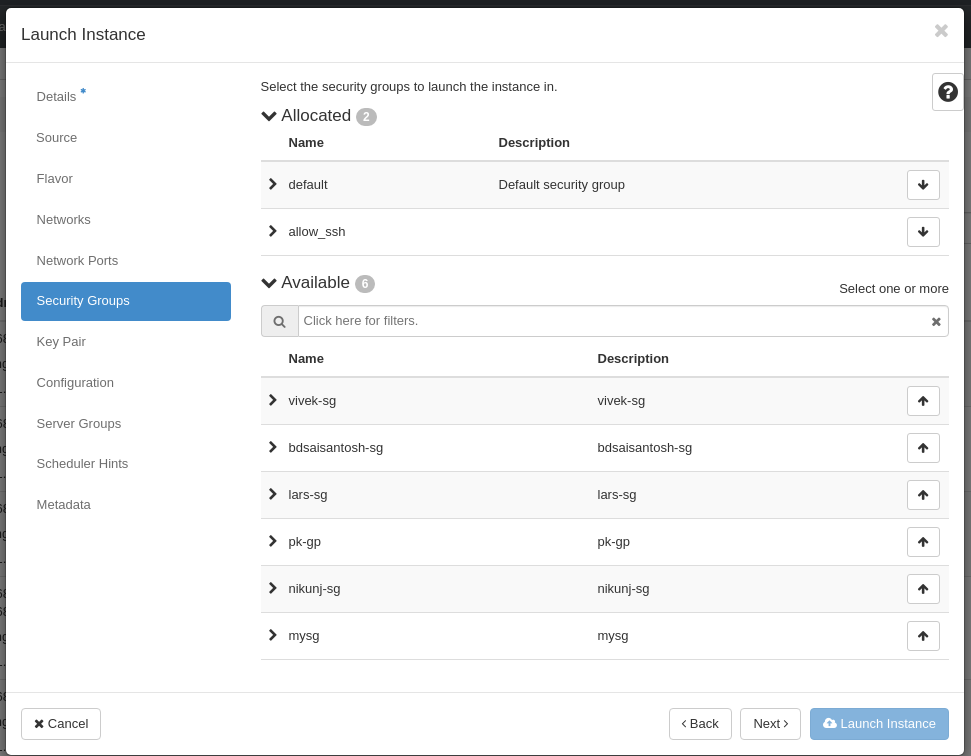 Launch Instance
Details *
Source
Flavor
Networks
Network Ports
Security Groups
Key Pair
Configuration
Server Groups
Scheduler Hints
Metadata
Select the security groups to launch the instance in.
Allocated 2
Name Description
default Default security group
allow_ssh
Available 6
Select one or more
Click here for filters.
Name Description
vivek-sg vivek-sg
bdsaisantosh-sg bdsaisantosh-sg
lars-sg lars-sg
pk-gp pk-gp
nikunj-sg nikunj-sg
mysg mysg
Cancel
Back
Next
Launch Instance